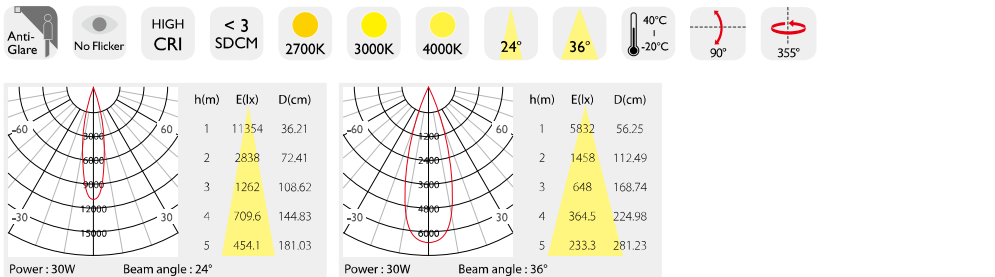 Anti-
Glare
No Flicker
HIGH
CRI
< 3
SDCM
2700K
3000K
4000K
24°
36°
40°C
-20°C
90°
355°
h(m) E(lx) D(cm)
1 11354 36.21
2 2838 72.41
3 1262 108.62
4 709.6 144.83
5 454.1 181.03
-60 60
-30 30
3000
6000
9000
12000
15000
Power : 30W Beam angle : 24°
h(m) E(lx) D(cm)
1 5832 56.25
2 1458 112.49
3 648 168.74
4 364.5 224.98
5 233.3 281.23
-60 60
-30 30
1200
2400
3600
4800
6000
Power : 30W Beam angle : 36°